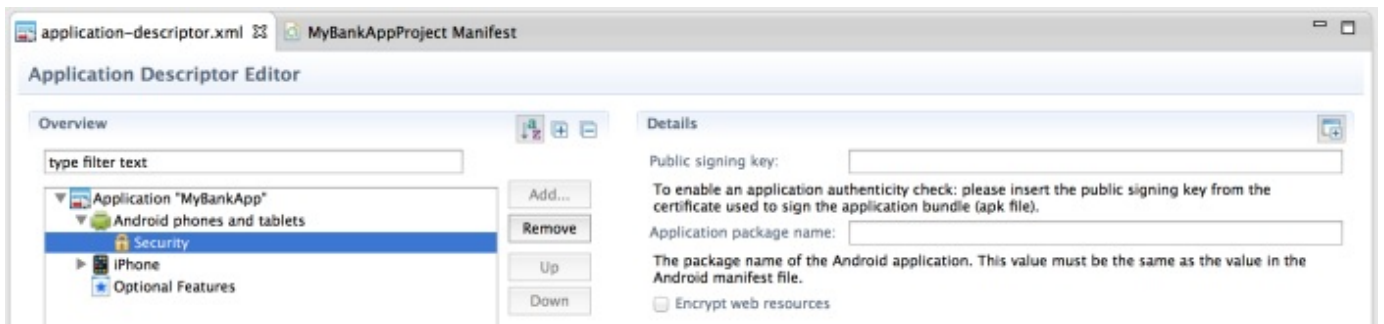 application-descriptor.xml
MyBankAppProject Manifest
Application Descriptor Editor
Overview
type filter text
Application "MyBankApp"
Android phones and tablets
Security
iPhone
Optional Features
Add...
Remove
Up
Down
Details
Public signing key:
To enable an application authenticity check: please insert the public signing key from the
certificate used to sign the application bundle (apk file).
Application package name:
The package name of the Android application. This value must be the same as the value in the
Android manifest file.
Encrypt web resources